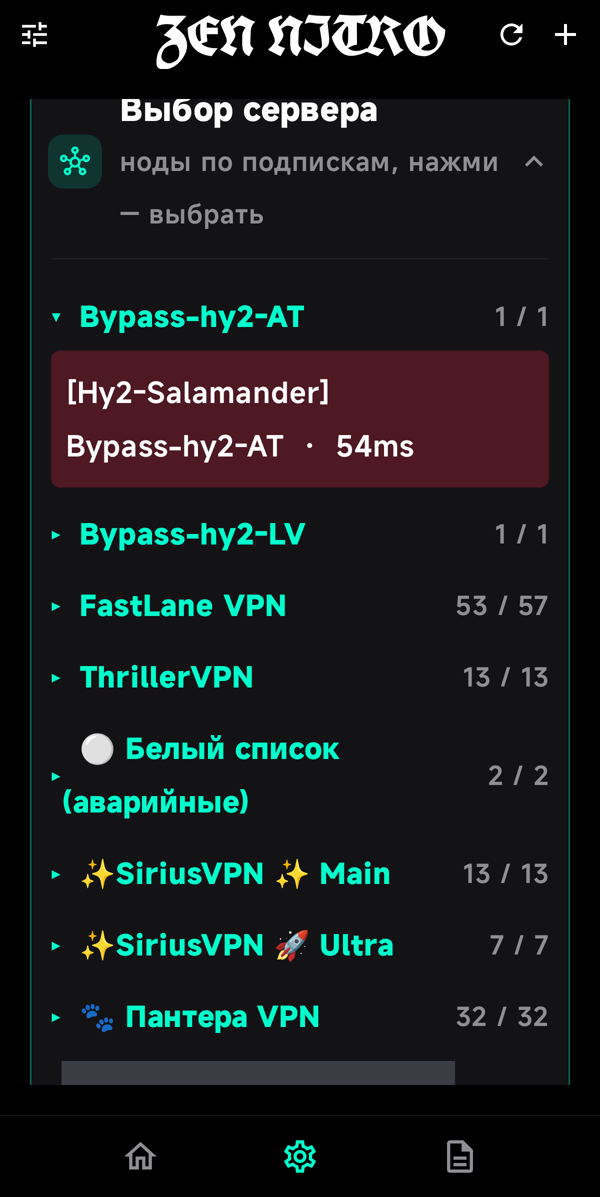 ZEN NITRO
Выбор сервера
ноды по подпискам, нажми
— выбрать
Bypass-hy2-AT 1 / 1
[Hy2-Salamander]
Bypass-hy2-AT · 54ms
Bypass-hy2-LV 1 / 1
FastLane VPN 53 / 57
ThrillerVPN 13 / 13
⚪ Белый список
(аварийные) 2 / 2
✨SiriusVPN ✨ Main 13 / 13
✨SiriusVPN 🚀 Ultra 7 / 7
🐾 Пантера VPN 32 / 32